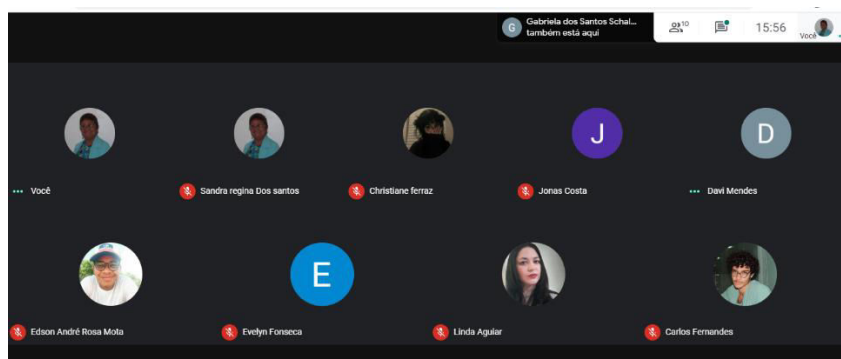 G
Gabriela dos Santos Schal...
também está aqui
10
15:56
Você
J
D
Você
Sandra regina Dos santos
Christiane ferraz
Jonas Costa
Davi Mendes
E
Edson André Rosa Mota
Evelyn Fonseca
Linda Aguiar
Carlos Fernandes